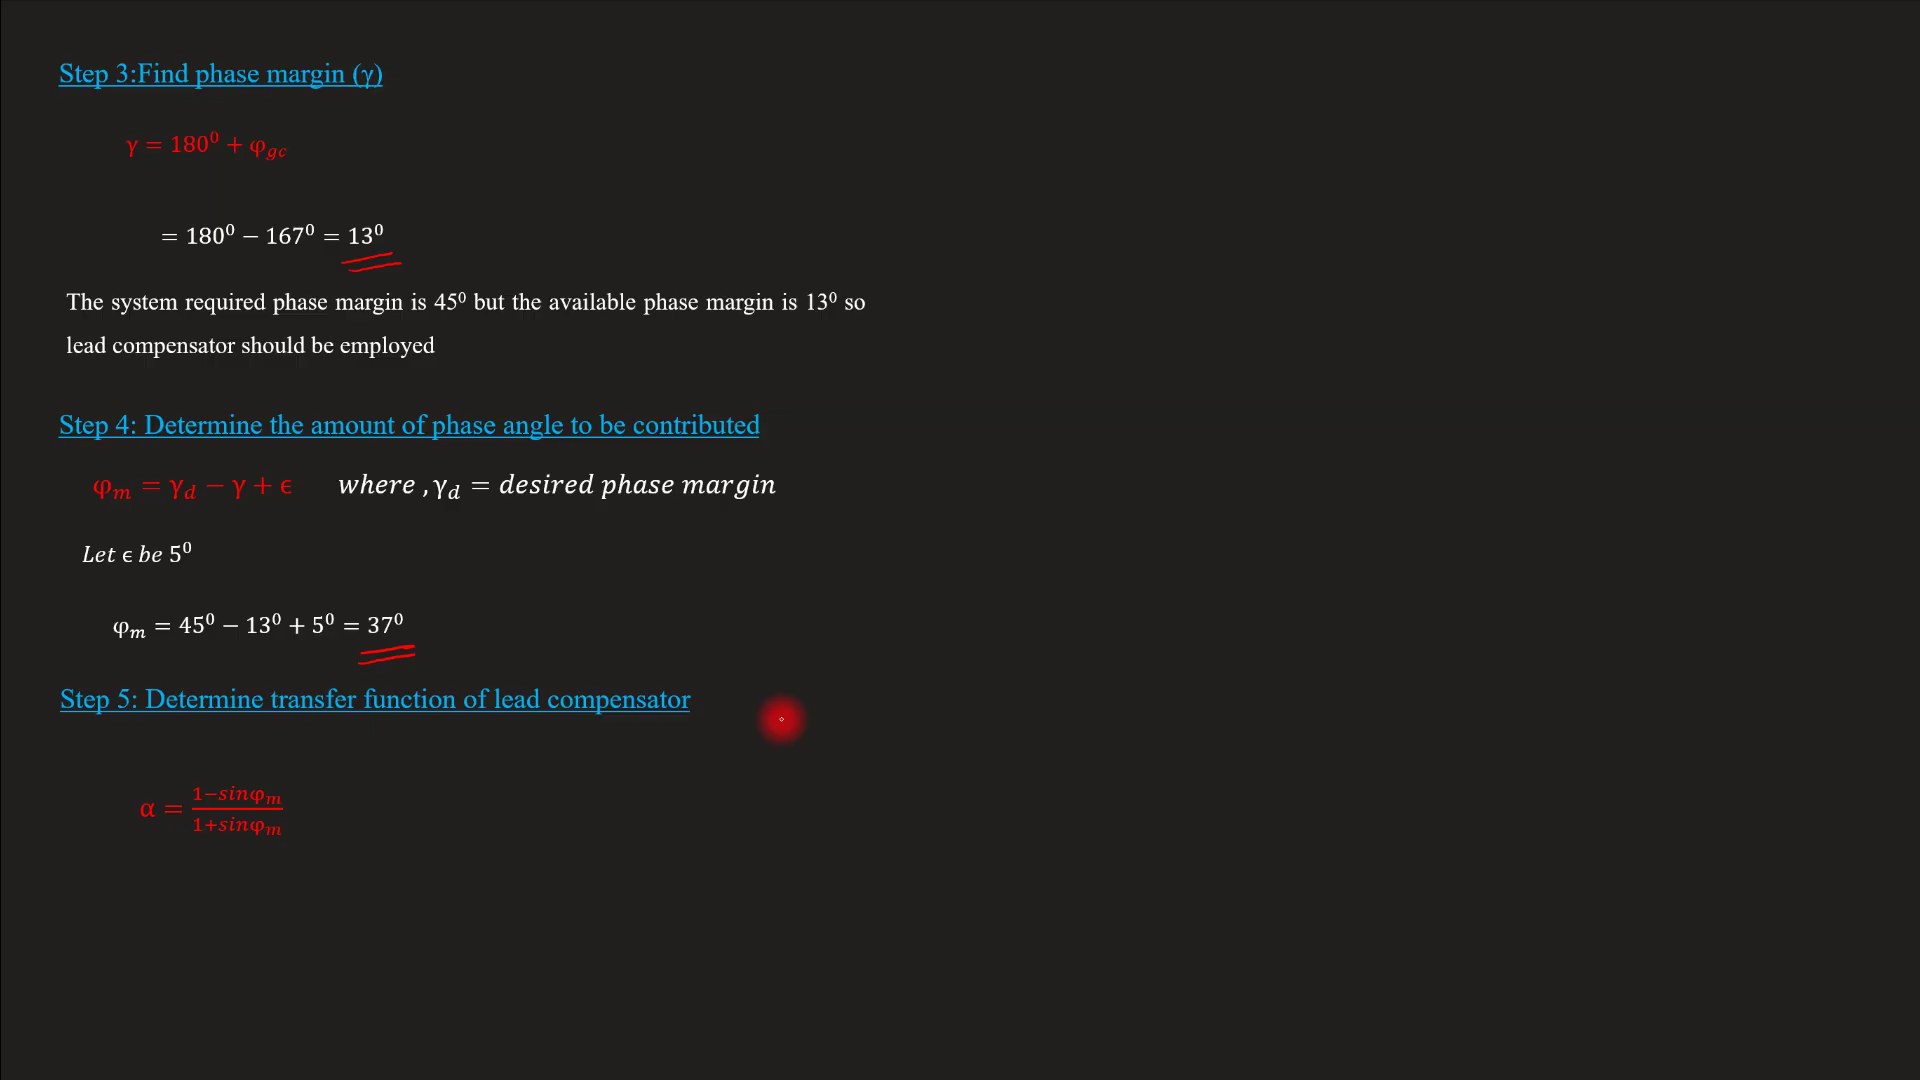 Step 3:Find phase margin (γ)
γ = 180⁰ + φ_gc
= 180⁰ − 167⁰ = 13⁰
The system required phase margin is 45⁰ but the available phase margin is 13⁰ so
lead compensator should be employed
Step 4: Determine the amount of phase angle to be contributed
φ_m = γ_d − γ + ϵ where , γ_d = desired phase margin
Let ϵ be 5⁰
φ_m = 45⁰ − 13⁰ + 5⁰ = 37⁰
Step 5: Determine transfer function of lead compensator
α = (1−sinφ_m)/(1+sinφ_m)